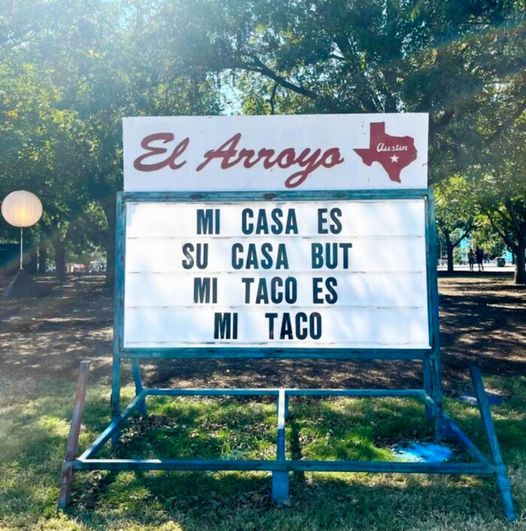 El Arroyo
Austin
MI CASA ES
SU CASA BUT
MI TACO ES
MI TACO